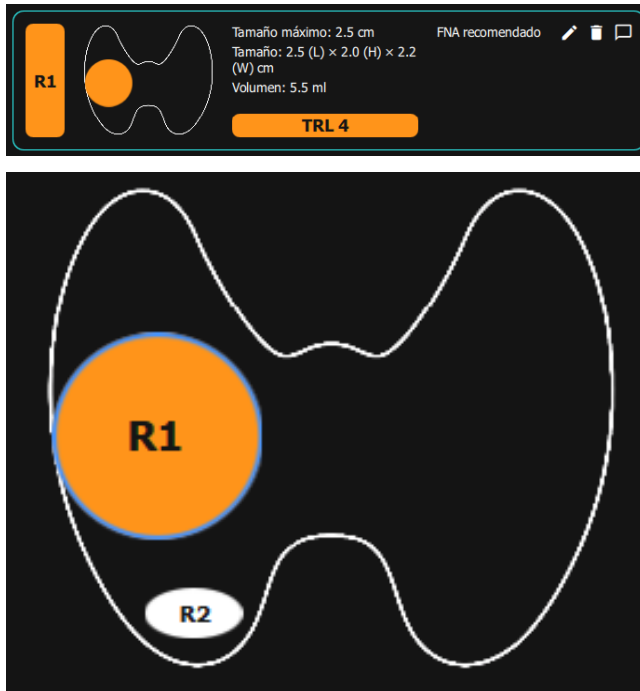 R1
Tamaño máximo: 2.5 cm
Tamaño: 2.5 (L) × 2.0 (H) × 2.2
(W) cm
Volumen: 5.5 ml
TRL 4
FNA recomendado
R1
R2